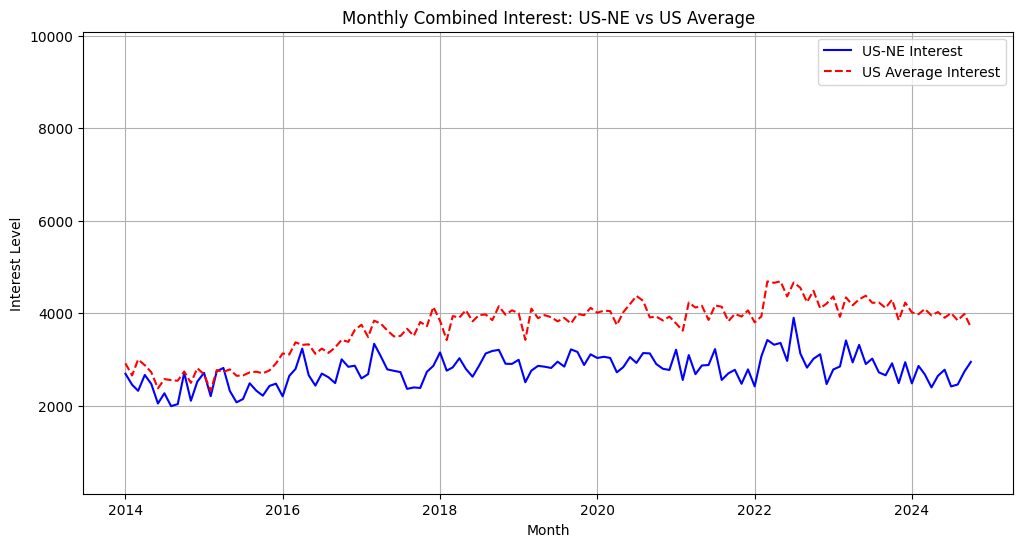 Monthly Combined Interest: US-NE vs US Average
10000
8000
6000
4000
2000
Interest Level
US-NE Interest
US Average Interest
2014 2016 2018 2020 2022 2024
Month